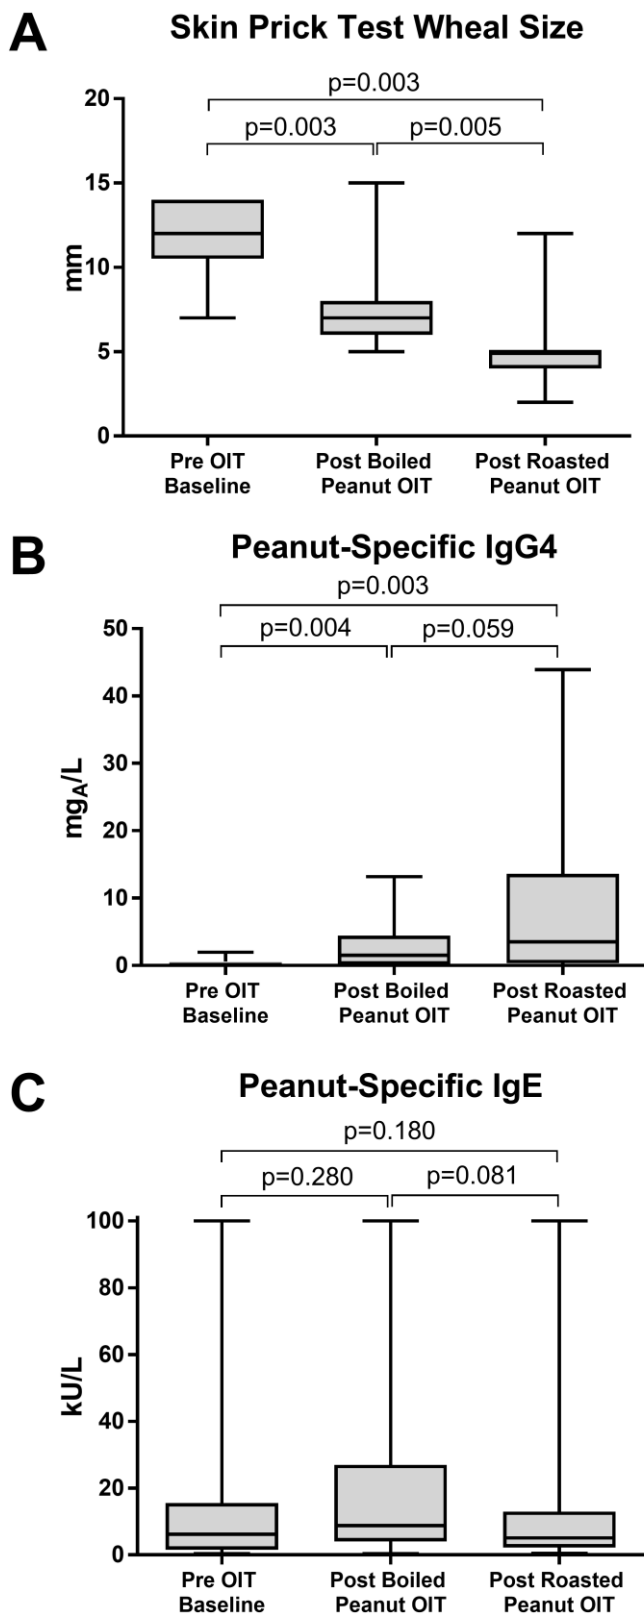 A
Skin Prick Test Wheal Size
p=0.003
p=0.003
p=0.005
20
15
10
5
0
mm
Pre OIT
Baseline
Post Boiled
Peanut OIT
Post Roasted
Peanut OIT
B
Peanut-Specific IgG4
p=0.003
p=0.004
p=0.059
50
40
30
20
10
0
mgA/L
Pre OIT
Baseline
Post Boiled
Peanut OIT
Post Roasted
Peanut OIT
C
Peanut-Specific IgE
p=0.180
p=0.280
p=0.081
100
80
60
40
20
0
kU/L
Pre OIT
Baseline
Post Boiled
Peanut OIT
Post Roasted
Peanut OIT